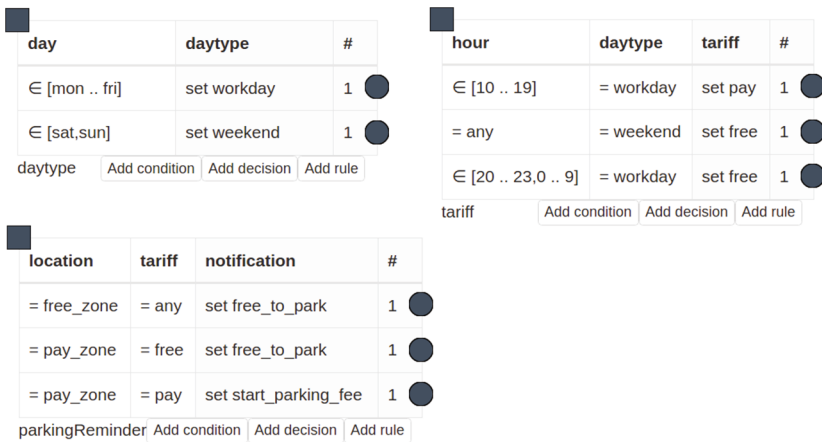 day daytype #
∈ [mon .. fri] set workday 1
∈ [sat,sun] set weekend 1
daytype Add condition Add decision Add rule
hour daytype tariff #
∈ [10 .. 19] = workday set pay 1
= any = weekend set free 1
∈ [20 .. 23,0 .. 9] = workday set free 1
tariff Add condition Add decision Add rule
location tariff notification #
= free_zone = any set free_to_park 1
= pay_zone = free set free_to_park 1
= pay_zone = pay set start_parking_fee 1
parkingReminder Add condition Add decision Add rule